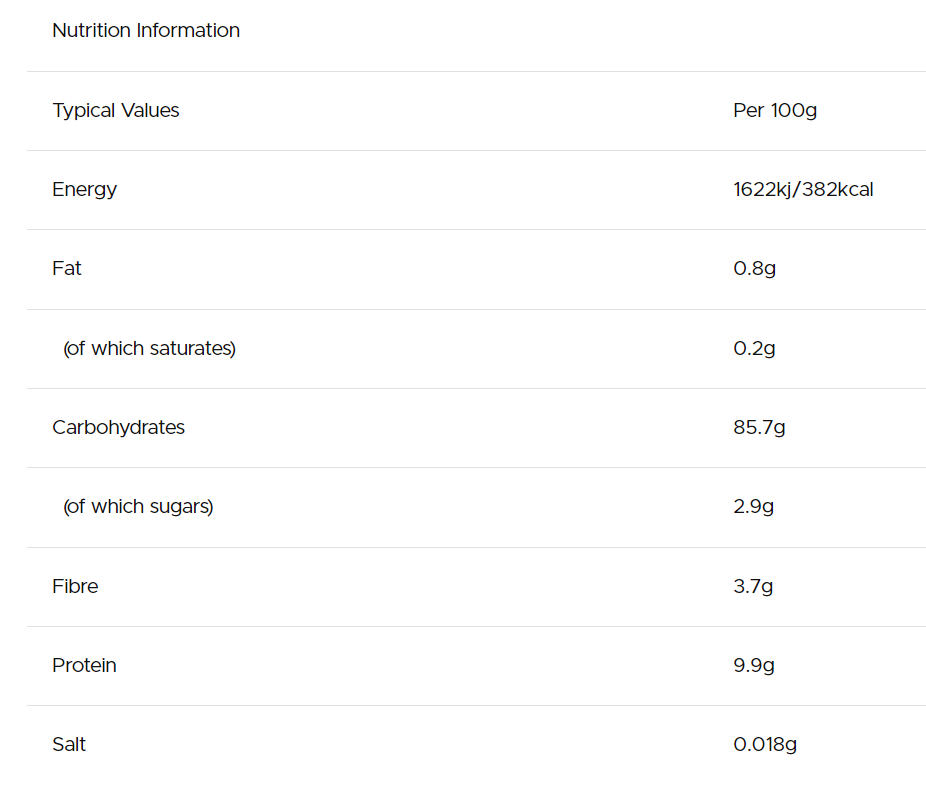 Nutrition Information
Typical Values Per 100g
Energy 1622kj/382kcal
Fat 0.8g
(of which saturates) 0.2g
Carbohydrates 85.7g
(of which sugars) 2.9g
Fibre 3.7g
Protein 9.9g
Salt 0.018g